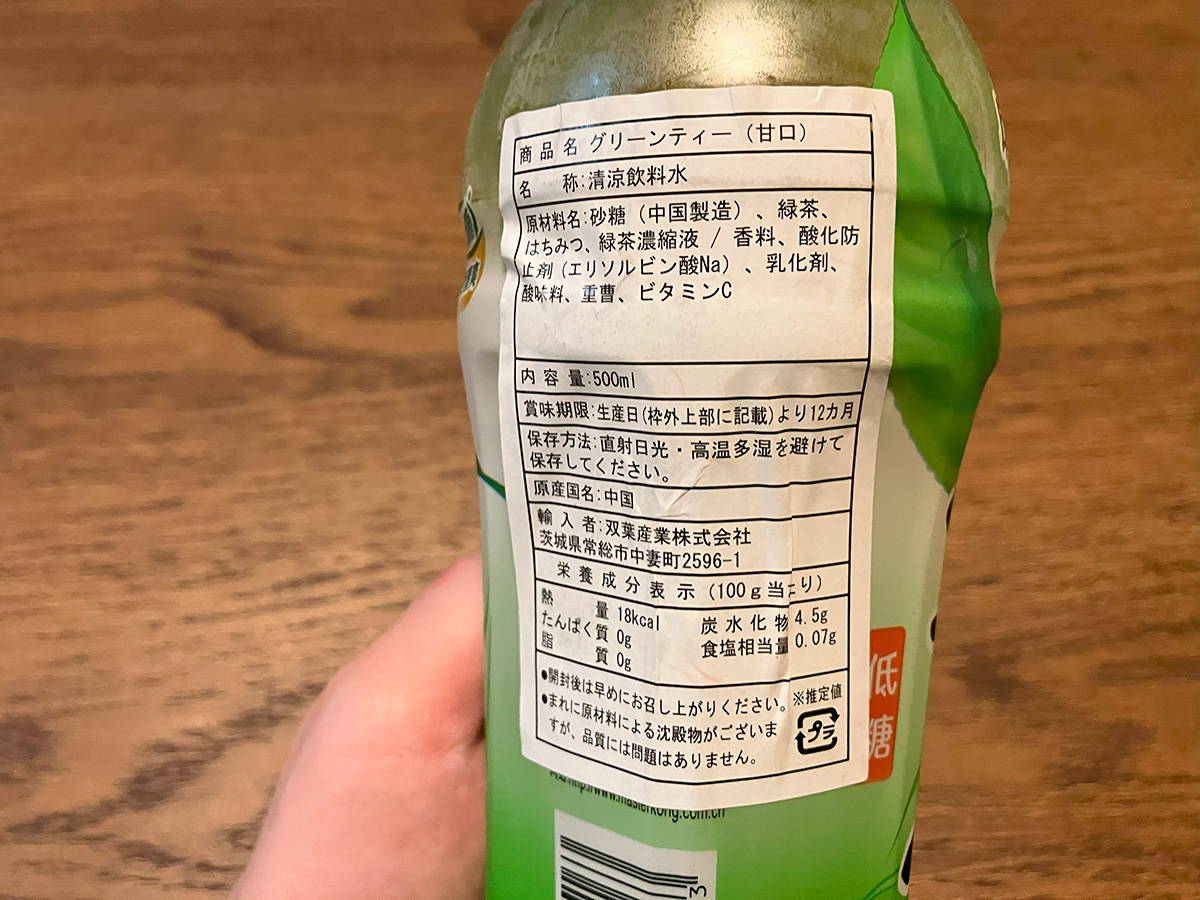 商品名 グリーンティー（甘口）
名　　称:清涼飲料水
原材料名:砂糖（中国製造）、緑茶、
はちみつ、緑茶濃縮液 / 香料、酸化防
止剤（エリソルビン酸Na）、乳化剤、
酸味料、重曹、ビタミンC
内容量:500ml
賞味期限:生産日(枠外上部に記載)より12カ月
保存方法:直射日光・高温多湿を避けて
保存してください。
原産国名:中国
輸入者:双葉産業株式会社
茨城県常総市中妻町2596-1
栄養成分表示（100g当たり）
熱　　量 18kcal 炭水化物 4.5g
たんぱく質 0g 食塩相当量 0.07g
脂　　質 0g
※推定値
●開封後は早めにお召し上がりください。
●まれに原材料による沈殿物がございま
すが、品質には問題はありません。
プラ
低糖
http://www.masterkong.com.cn
3